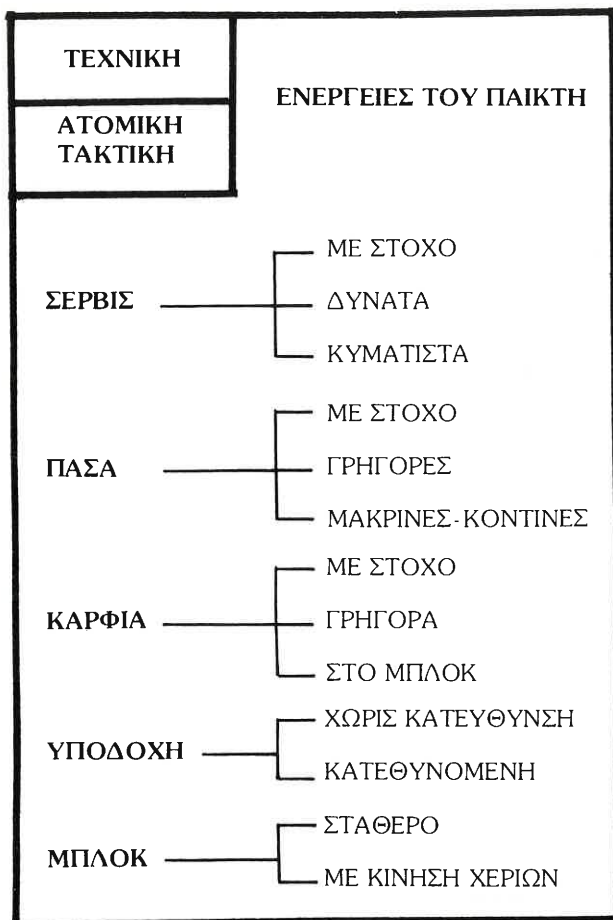 ΤΕΧΝΙΚΗ
ΕΝΕΡΓΕΙΕΣ ΤΟΥ ΠΑΙΚΤΗ
ΑΤΟΜΙΚΗ
ΤΑΚΤΙΚΗ
ΜΕ ΣΤΟΧΟ
ΣΕΡΒΙΣ
ΔΥΝΑΤΑ
ΚΥΜΑΤΙΣΤΑ
ΜΕ ΣΤΟΧΟ
ΠΑΣΑ
ΓΡΗΓΟΡΕΣ
ΜΑΚΡΙΝΕΣ-ΚΟΝΤΙΝΕΣ
ΜΕ ΣΤΟΧΟ
ΚΑΡΦΙΑ
ΓΡΗΓΟΡΑ
ΣΤΟ ΜΠΛΟΚ
ΧΩΡΙΣ ΚΑΤΕΥΘΥΝΣΗ
ΥΠΟΔΟΧΗ
ΚΑΤΕΘΥΝΟΜΕΝΗ
ΣΤΑΘΕΡΟ
ΜΠΛΟΚ
ΜΕ ΚΙΝΗΣΗ ΧΕΡΙΩΝ